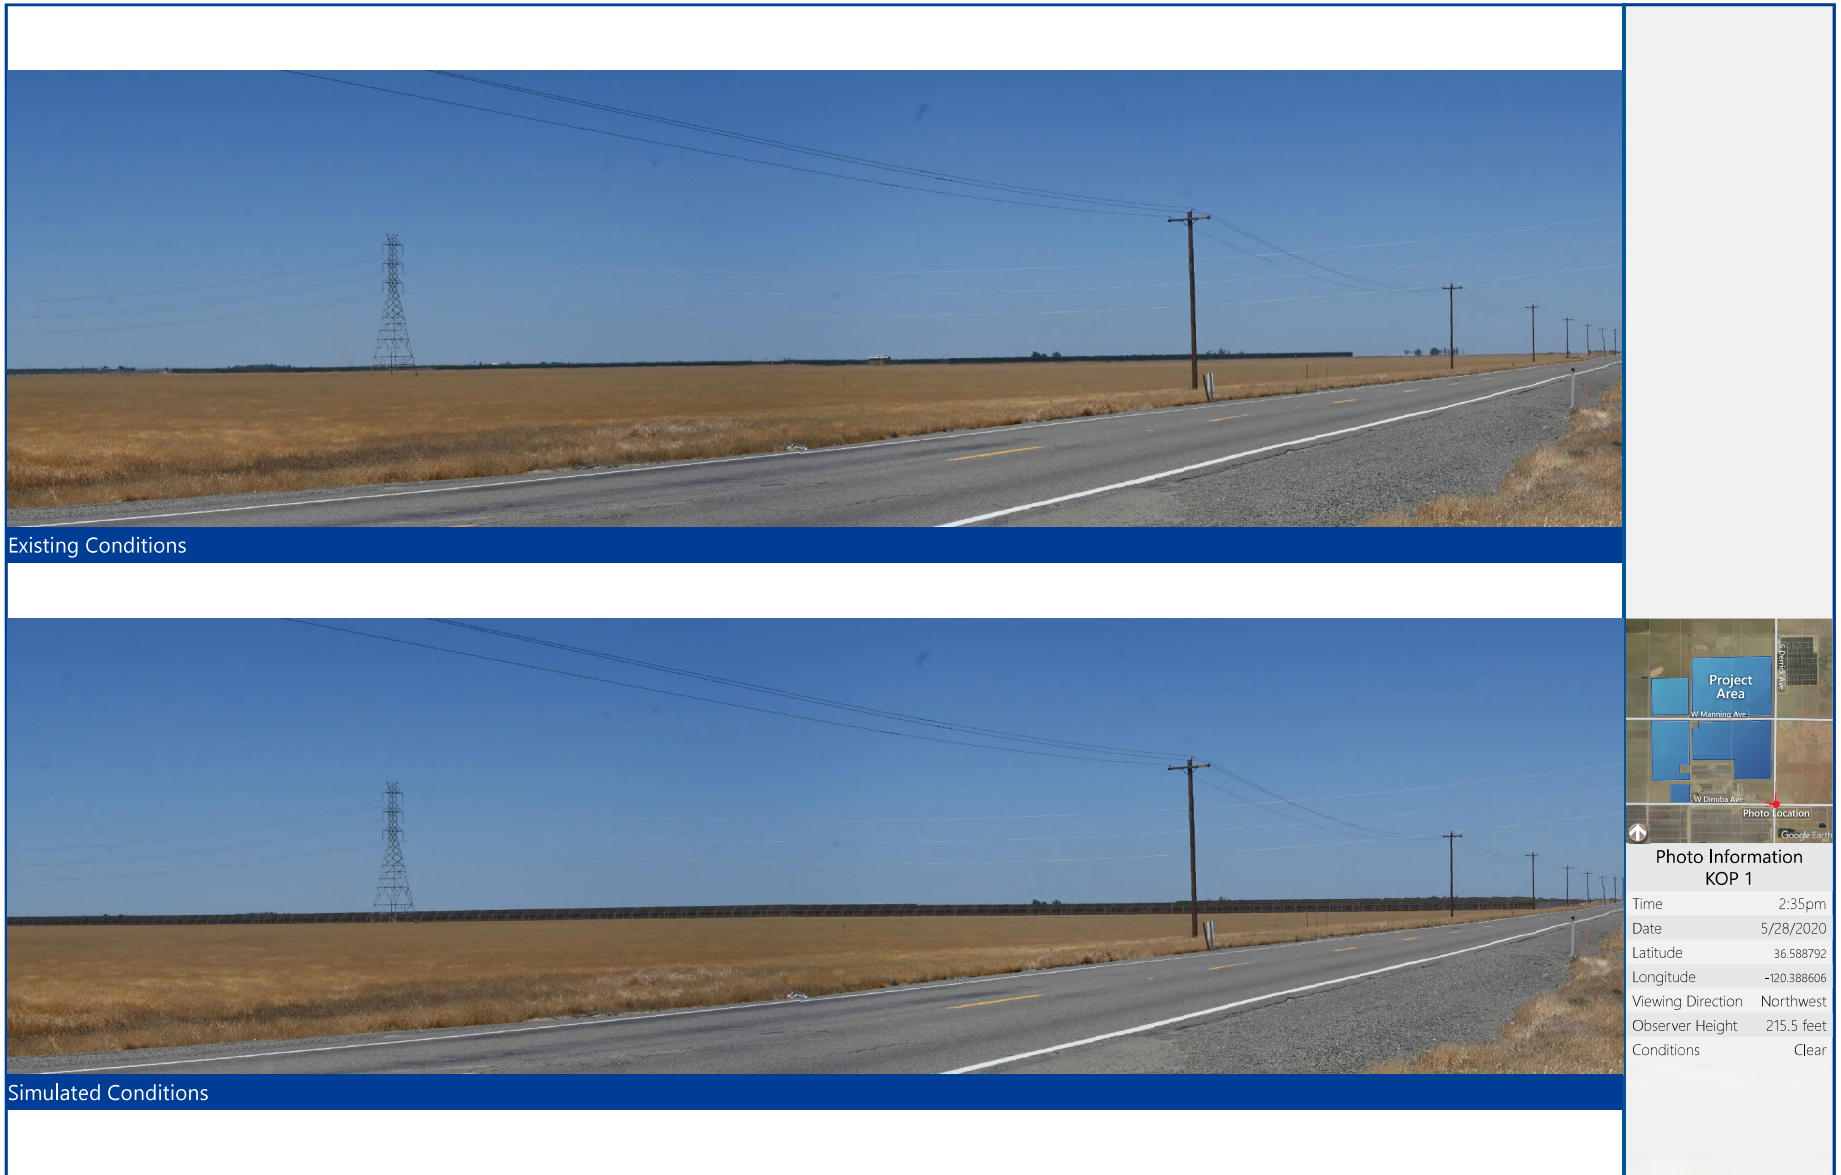 Existing Conditions
Project
Area
S Derrick Ave
W Manning Ave
W Dinuba Ave
Photo Location
Google Earth
Photo Information
KOP 1
Time 2:35pm
Date 5/28/2020
Latitude 36.588792
Longitude -120.388606
Viewing Direction Northwest
Observer Height 215.5 feet
Conditions Clear
Simulated Conditions